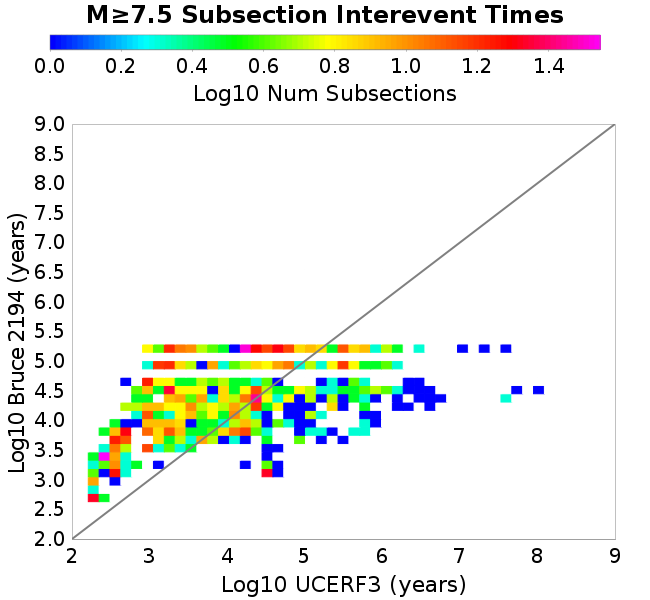 M≥7.5 Subsection Interevent Times
0.0 0.2 0.4 0.6 0.8 1.0 1.2 1.4
Log10 Num Subsections
9.0
8.5
8.0
7.5
7.0
6.5
6.0
5.5
5.0
4.5
4.0
3.5
3.0
2.5
2.0
Log10 Bruce 2194 (years)
2 3 4 5 6 7 8 9
Log10 UCERF3 (years)